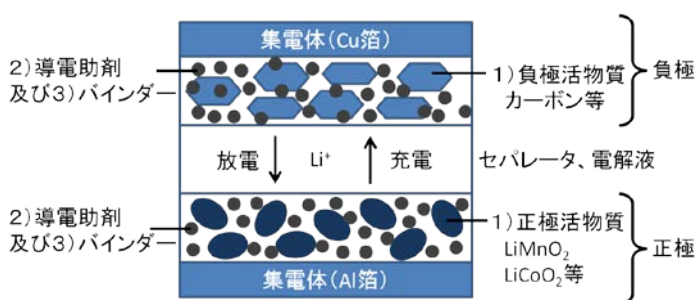 集電体(Cu箔)
2)導電助剤
及び3)バインダー
1)負極活物質
カーボン等
負極
放電
Li⁺
充電
セパレータ、電解液
2)導電助剤
及び3)バインダー
1)正極活物質
LiMnO₂
LiCoO₂等
正極
集電体(Al箔)